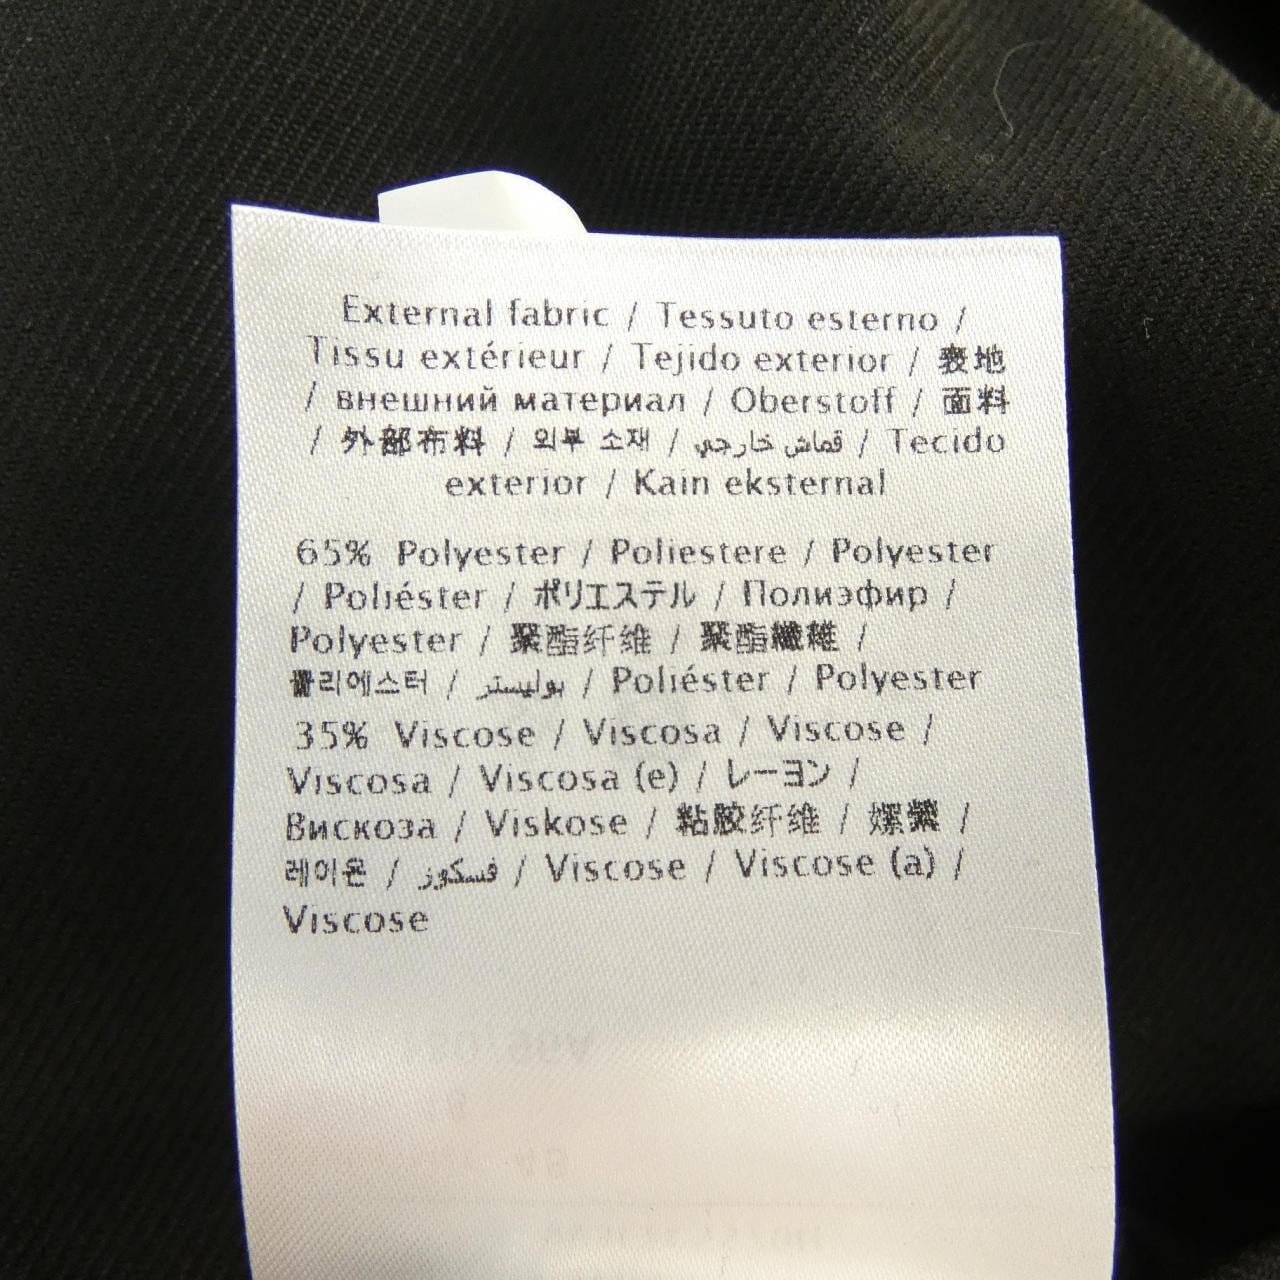 External fabric / Tessuto esterno /
Tissu extérieur / Tejido exterior / 表地
/ внешний материал / Oberstoff / 面料
/ 外部布料 / 외부 소재 / قماش خارجي / Tecido
exterior / Kain eksternal
65% Polyester / Poliestere / Polyester
/ Poliéster / ポリエステル / Полиэфир /
Polyester / 聚酯纤维 / 聚酯纖維 /
폴리에스터 / بوليستر / Poliéster / Polyester
35% Viscose / Viscosa / Viscose /
Viscosa / Viscosa (e) / レーヨン /
Вискоза / Viskose / 粘胶纤维 / 嫘縈 /
레이온 / فسكوز / Viscose / Viscose (a) /
Viscose